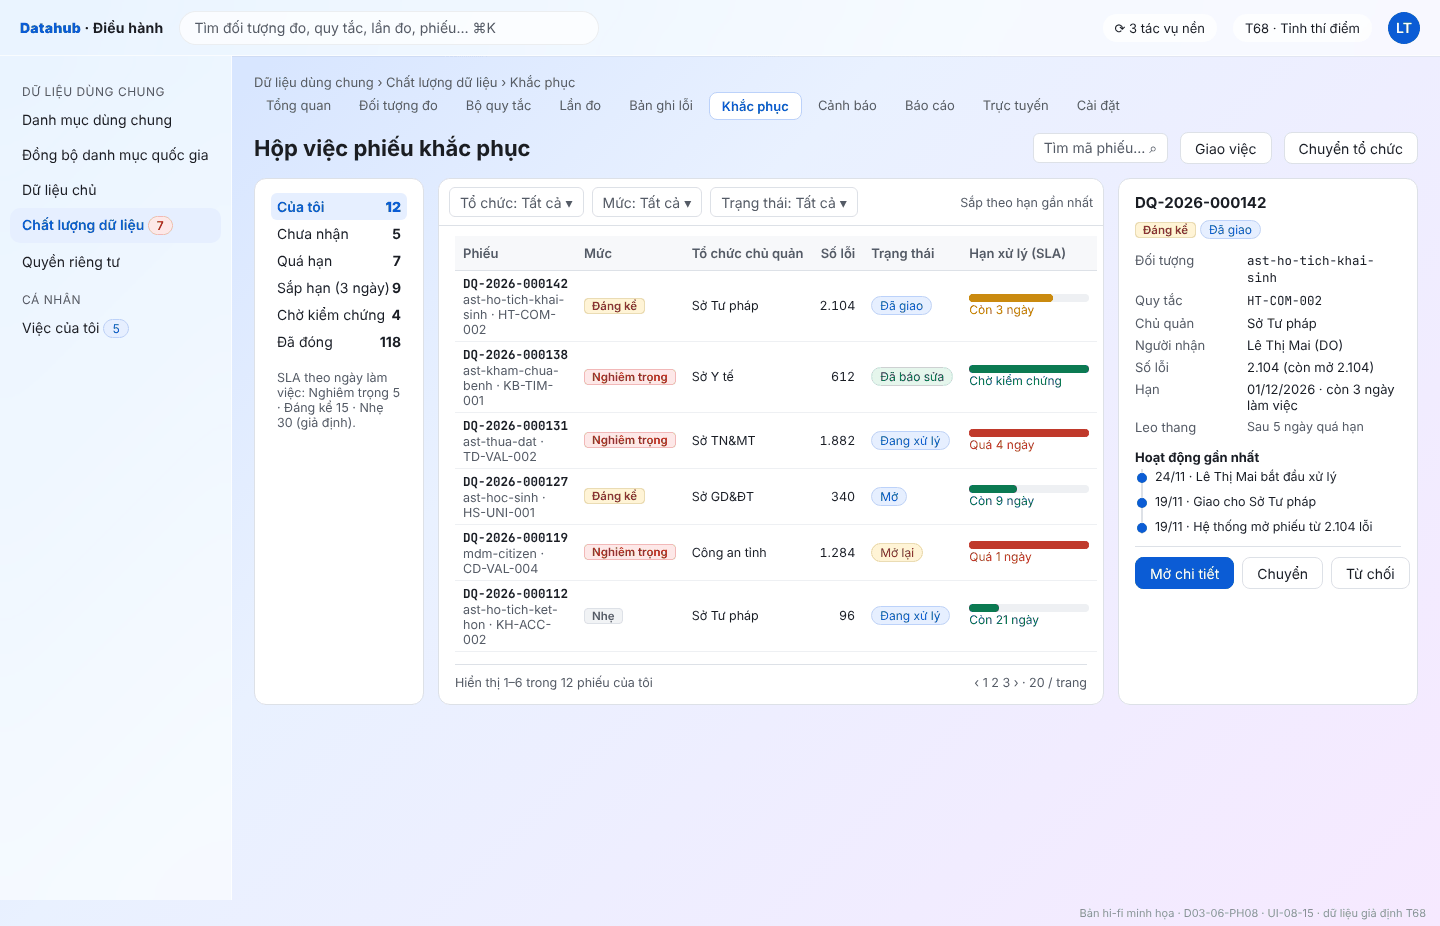 Datahub · Điều hành
Tìm đối tượng đo, quy tắc, lần đo, phiếu... ⌘K
⟳ 3 tác vụ nền
T68 · Tỉnh thí điểm
LT
DỮ LIỆU DÙNG CHUNG
Danh mục dùng chung
Đồng bộ danh mục quốc gia
Dữ liệu chủ
Chất lượng dữ liệu 7
Quyền riêng tư
CÁ NHÂN
Việc của tôi 5
Dữ liệu dùng chung › Chất lượng dữ liệu › Khắc phục
Tổng quan Đối tượng đo Bộ quy tắc Lần đo Bản ghi lỗi Khắc phục Cảnh báo Báo cáo Trực tuyến Cài đặt
Hộp việc phiếu khắc phục
Tìm mã phiếu... ⌕
Giao việc
Chuyển tổ chức
Của tôi 12
Chưa nhận 5
Quá hạn 7
Sắp hạn (3 ngày) 9
Chờ kiểm chứng 4
Đã đóng 118
SLA theo ngày làm
việc: Nghiêm trọng 5
· Đáng kể 15 · Nhẹ
30 (giả định).
Tổ chức: Tất cả ▾
Mức: Tất cả ▾
Trạng thái: Tất cả ▾
Sắp theo hạn gần nhất
Phiếu Mức Tổ chức chủ quản Số lỗi Trạng thái Hạn xử lý (SLA)
DQ-2026-000142
ast-ho-tich-khai-
sinh · HT-COM-
002
Đáng kể Sở Tư pháp 2.104 Đã giao Còn 3 ngày
DQ-2026-000138
ast-kham-chua-
benh · KB-TIM-
001
Nghiêm trọng Sở Y tế 612 Đã báo sửa Chờ kiểm chứng
DQ-2026-000131
ast-thua-dat ·
TD-VAL-002
Nghiêm trọng Sở TN&MT 1.882 Đang xử lý Quá 4 ngày
DQ-2026-000127
ast-hoc-sinh ·
HS-UNI-001
Đáng kể Sở GD&ĐT 340 Mở Còn 9 ngày
DQ-2026-000119
mdm-citizen ·
CD-VAL-004
Nghiêm trọng Công an tỉnh 1.284 Mở lại Quá 1 ngày
DQ-2026-000112
ast-ho-tich-ket-
hon · KH-ACC-
002
Nhẹ Sở Tư pháp 96 Đang xử lý Còn 21 ngày
Hiển thị 1–6 trong 12 phiếu của tôi
‹ 1 2 3 › · 20 / trang
DQ-2026-000142
Đáng kể Đã giao
Đối tượng ast-ho-tich-khai-
sinh
Quy tắc HT-COM-002
Chủ quản Sở Tư pháp
Người nhận Lê Thị Mai (DO)
Số lỗi 2.104 (còn mở 2.104)
Hạn 01/12/2026 · còn 3 ngày
làm việc
Leo thang Sau 5 ngày quá hạn
Hoạt động gần nhất
24/11 · Lê Thị Mai bắt đầu xử lý
19/11 · Giao cho Sở Tư pháp
19/11 · Hệ thống mở phiếu từ 2.104 lỗi
Mở chi tiết
Chuyển
Từ chối
Bản hi-fi minh họa · D03-06-PH08 · UI-08-15 · dữ liệu giả định T68